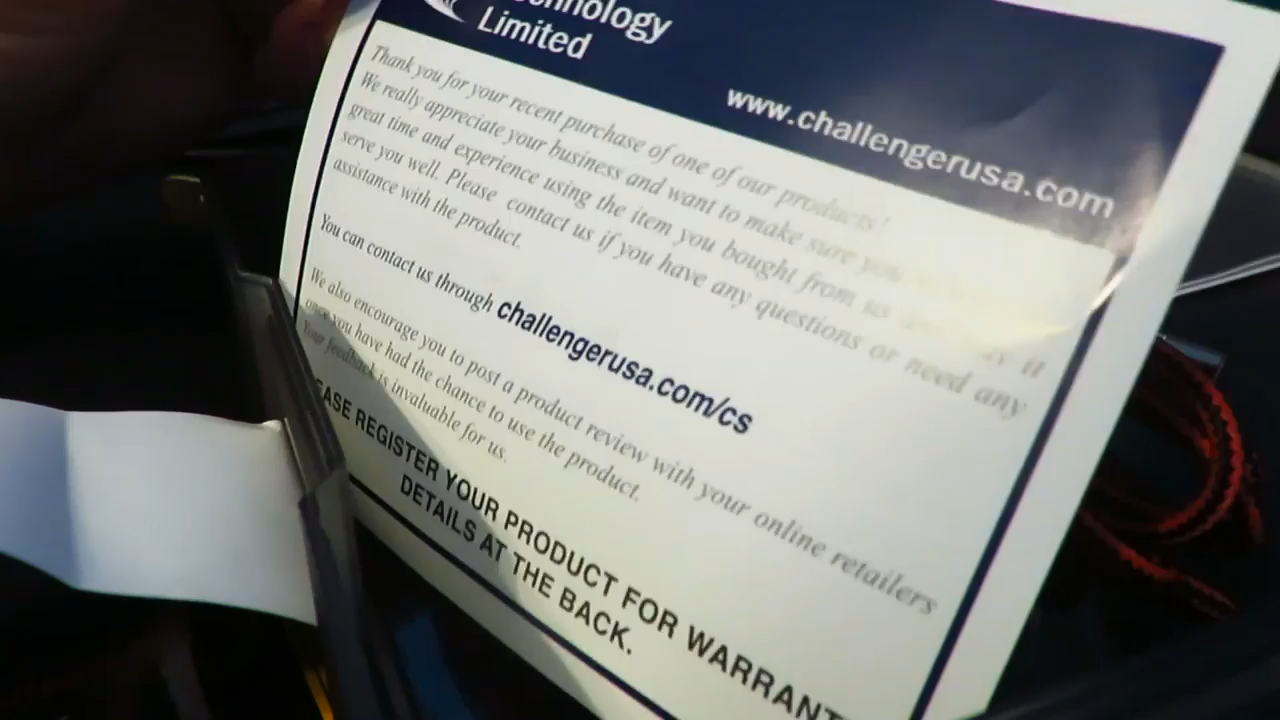 Limited
www.challengerusa.com
Thank you for your recent purchase of one of our products!
We really appreciate your business and want to make sure you
great time and experience using the item you bought from us
serve you well. Please contact us if you have any questions or need any
assistance with the product.
You can contact us through challengerusa.com/cs
We also encourage you to post a product review with your online retailers
once you have had the chance to use the product.
Your feedback is invaluable for us.
EASE REGISTER YOUR PRODUCT FOR WARRANT
DETAILS AT THE BACK.